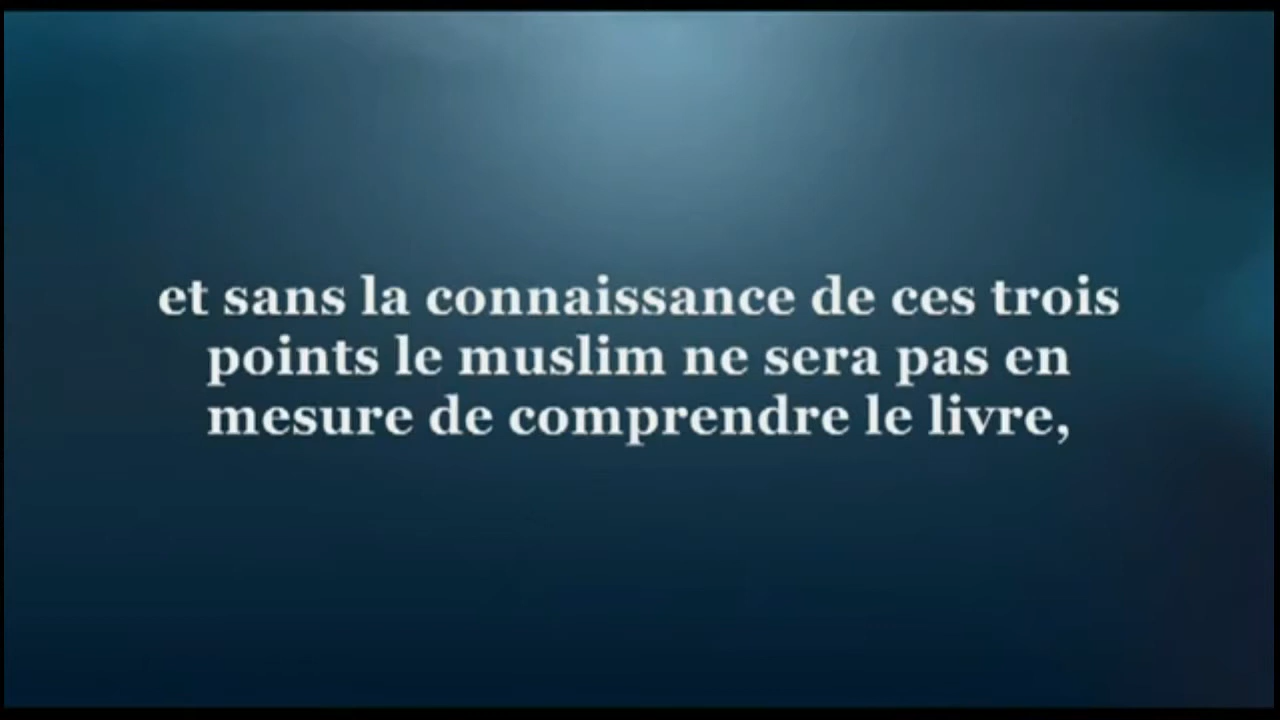 et sans la connaissance de ces trois
points le muslim ne sera pas en
mesure de comprendre le livre,